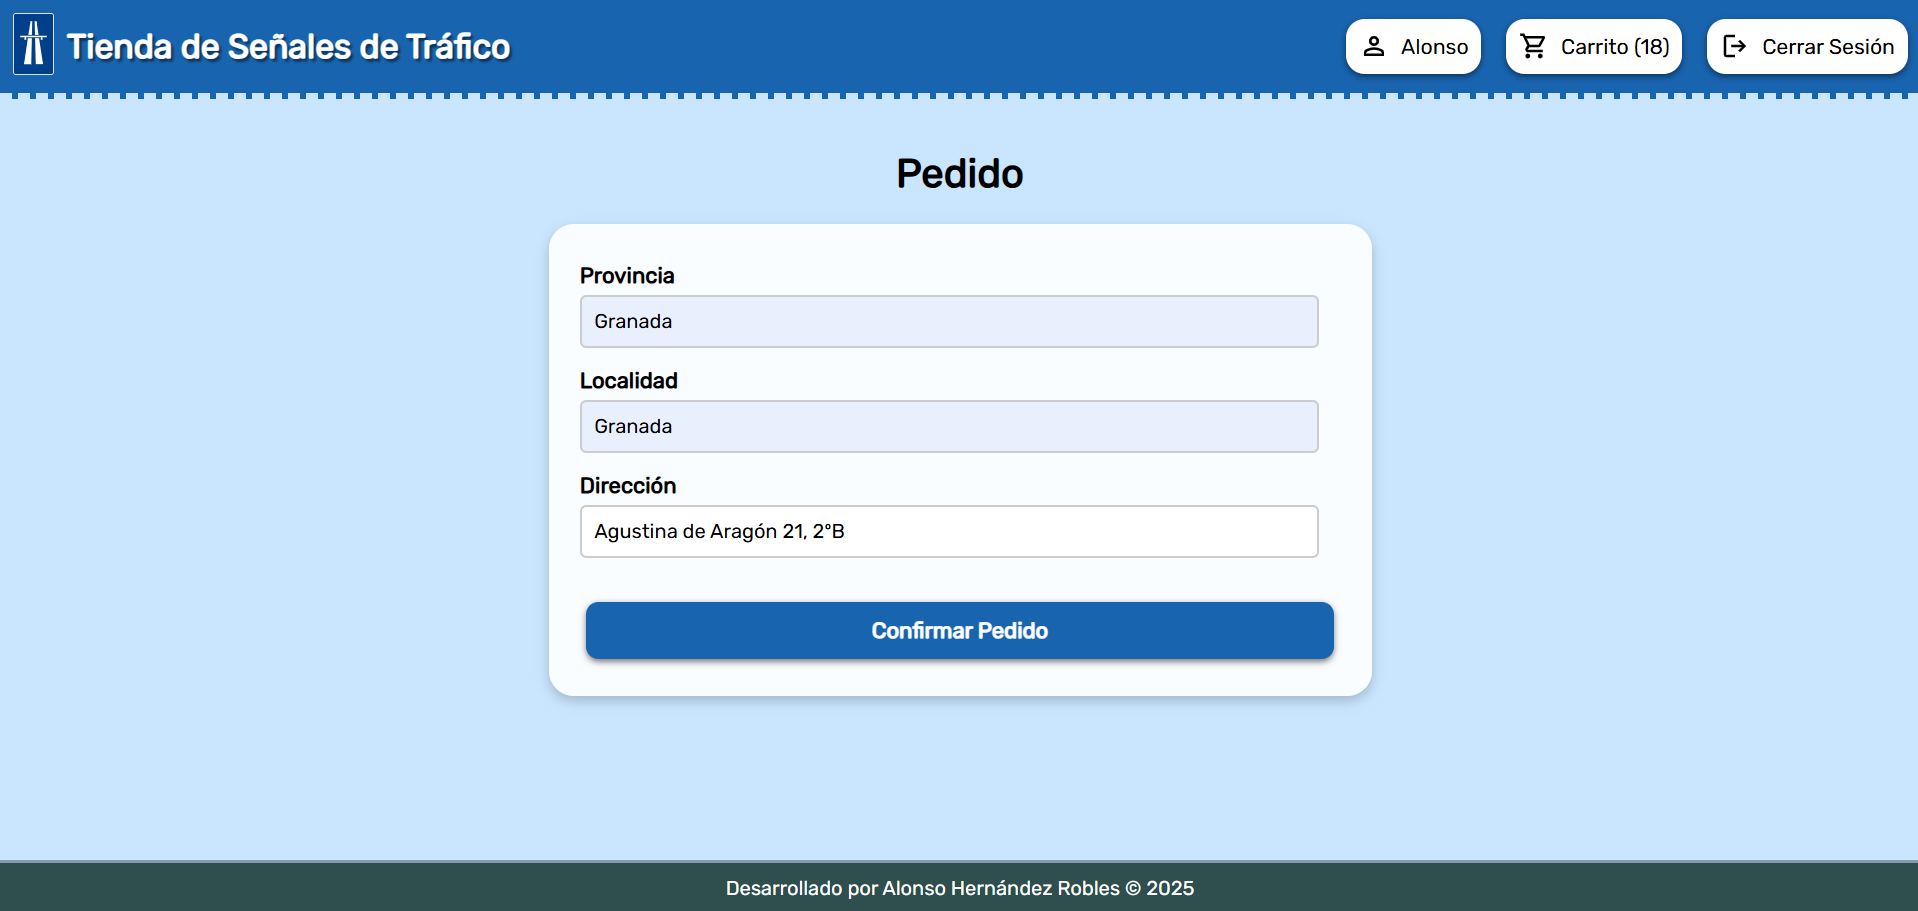 Tienda de Señales de Tráfico
Alonso
Carrito (18)
Cerrar Sesión
Pedido
Provincia
Granada
Localidad
Granada
Dirección
Agustina de Aragón 21, 2ºB
Confirmar Pedido
Desarrollado por Alonso Hernández Robles © 2025